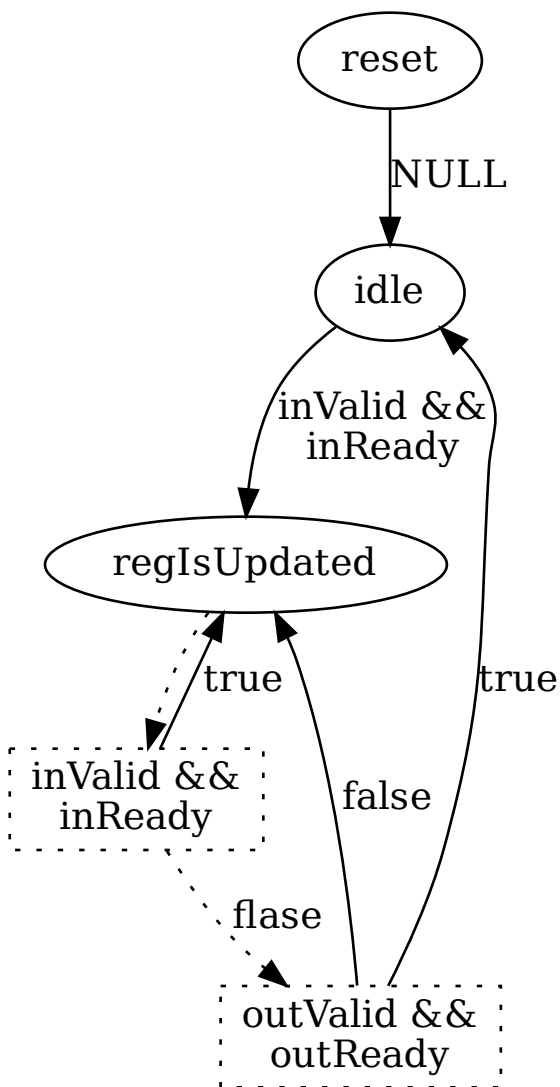 reset
NULL
idle
inValid &&
inReady
regIsUpdated
true
true
inValid &&
inReady
false
flase
outValid &&
outReady